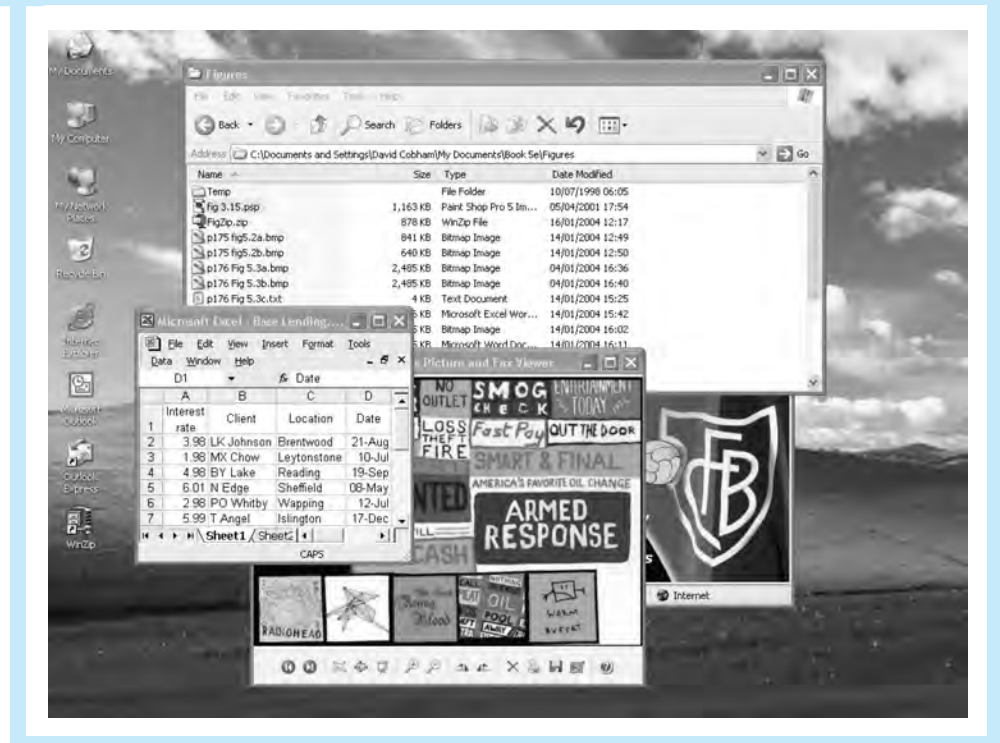 My Documents
My Computer
My Network
Places
Recycle Bin
Internet
Explorer
Microsoft
Outlook
Outlook
Express
WinZip
Figures
File Edit View Favorites Tools Help
Back Search Folders
Address C:\Documents and Settings\David Cobham\My Documents\Book 5e\Figures Go
Name Size Type Date Modified
Temp File Folder 10/07/1998 06:05
fig 3.15.psp 1,163 KB Paint Shop Pro 5 Im... 05/04/2001 17:54
FigZip.zip 878 KB WinZip File 16/01/2004 12:17
p175 fig5.2a.bmp 841 KB Bitmap Image 14/01/2004 12:49
p175 fig5.2b.bmp 640 KB Bitmap Image 14/01/2004 12:50
p176 Fig 5.3a.bmp 2,485 KB Bitmap Image 04/01/2004 16:36
p176 Fig 5.3b.bmp 2,485 KB Bitmap Image 04/01/2004 16:40
p176 Fig 5.3c.txt 4 KB Text Document 14/01/2004 15:25
KB Microsoft Excel Wor... 14/01/2004 15:42
KB Bitmap Image 14/01/2004 16:02
KB Microsoft Word Doc... 14/01/2004 16:11
Microsoft Excel - Base Lending....
File Edit View Insert Format Tools
Data Window Help
D1 fx Date
A B C D
1 Interest rate Client Location Date
2 3.98 LK Johnson Brentwood 21-Aug
3 1.98 MX Chow Leytonstone 10-Jul
4 4.98 BY Lake Reading 19-Sep
5 6.01 N Edge Sheffield 08-May
6 2.98 PO Whitby Wapping 12-Jul
7 5.99 T Angel Islington 17-Dec
Sheet1 Sheet2
CAPS
Picture and Fax Viewer
NO
OUTLET
SMOG
CHECK
ENTERTAINMENT
TODAY
LOSS
THEFT
FIRE
Fast Pay
OUT THE DOOR
SMART & FINAL
AMERICA'S FAVORITE OIL CHANGE
NTED
ARMED
RESPONSE
CASH
RADIOHEAD
Blood
OIL
POOL
WORM
BUFFET
FCB
Internet